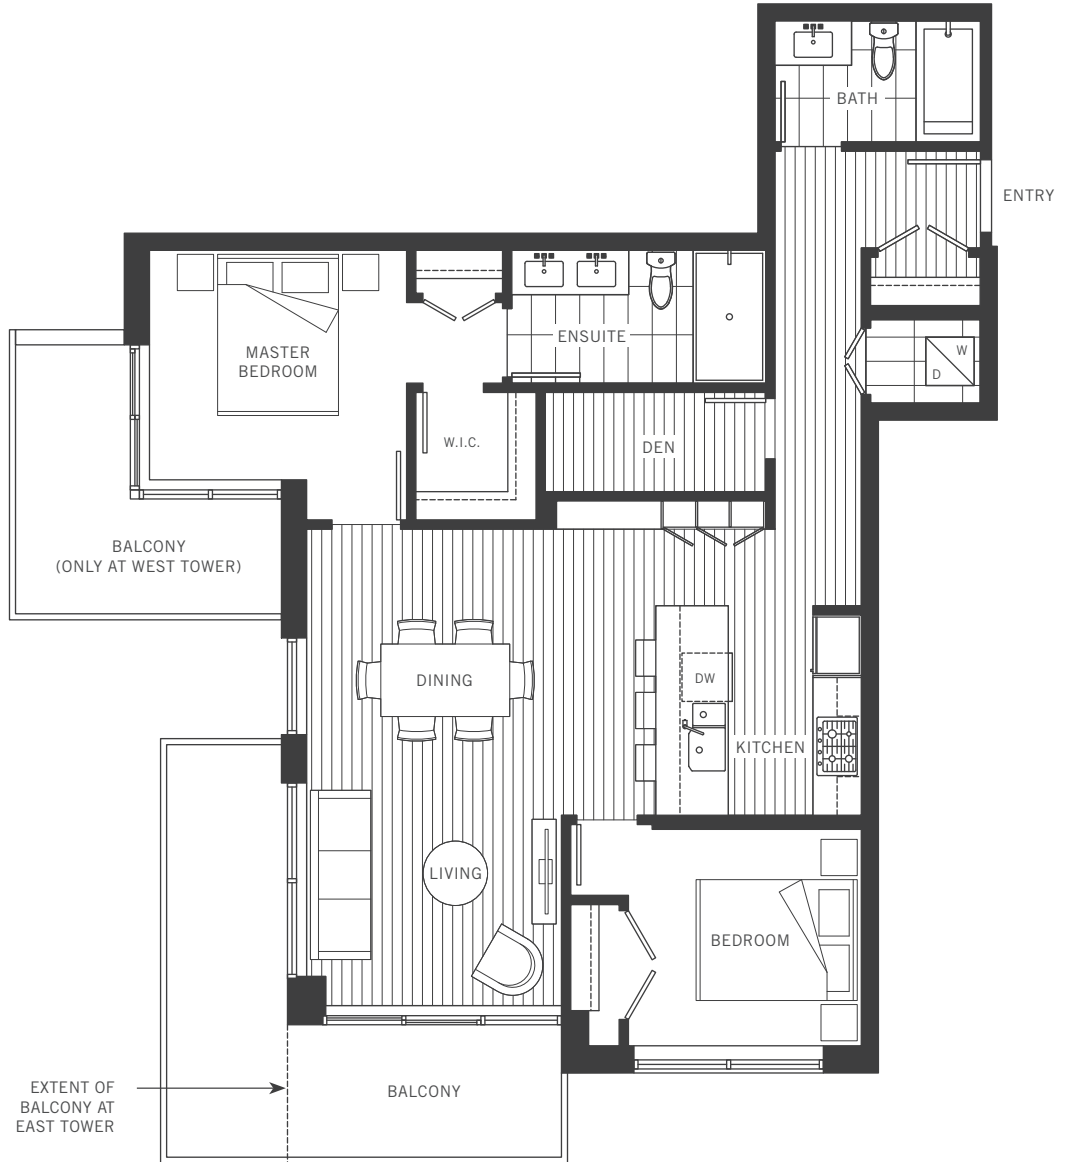 BATH
ENTRY
ENSUITE
MASTER
BEDROOM
W
D
W.I.C.
DEN
BALCONY
(ONLY AT WEST TOWER)
DINING
DW
KITCHEN
LIVING
BEDROOM
BALCONY
EXTENT OF
BALCONY AT
EAST TOWER